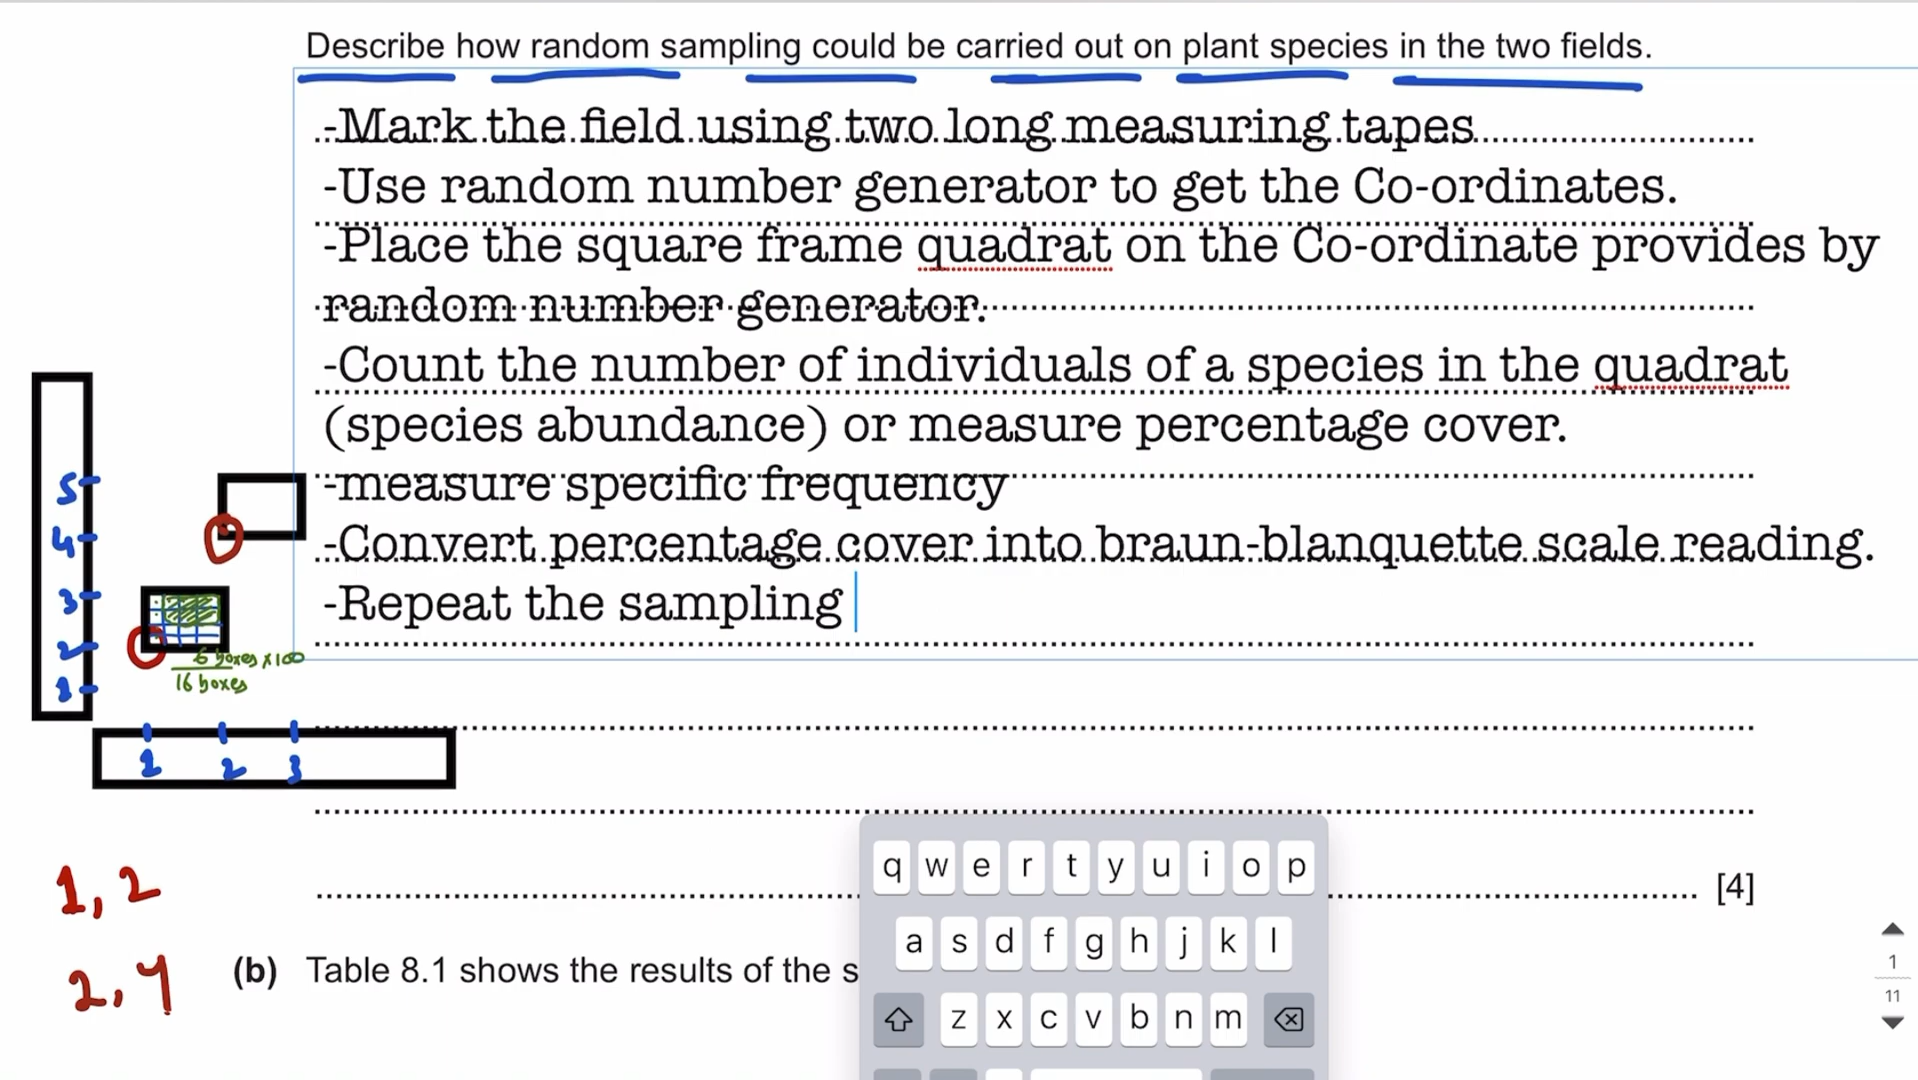 Describe how random sampling could be carried out on plant species in the two fields.
-Mark the field using two long measuring tapes
-Use random number generator to get the Co-ordinates.
-Place the square frame quadrat on the Co-ordinate provides by
random number generator.
-Count the number of individuals of a species in the quadrat
(species abundance) or measure percentage cover.
-measure specific frequency
-Convert percentage cover into braun-blanquette scale reading.
-Repeat the sampling
5
4
3
2
1
6 boxes x 100
16 boxes
1 2 3
1, 2
2, 4
[4]
(b) Table 8.1 shows the results of the s
q w e r t y u i o p
a s d f g h j k l
z x c v b n m
1
11